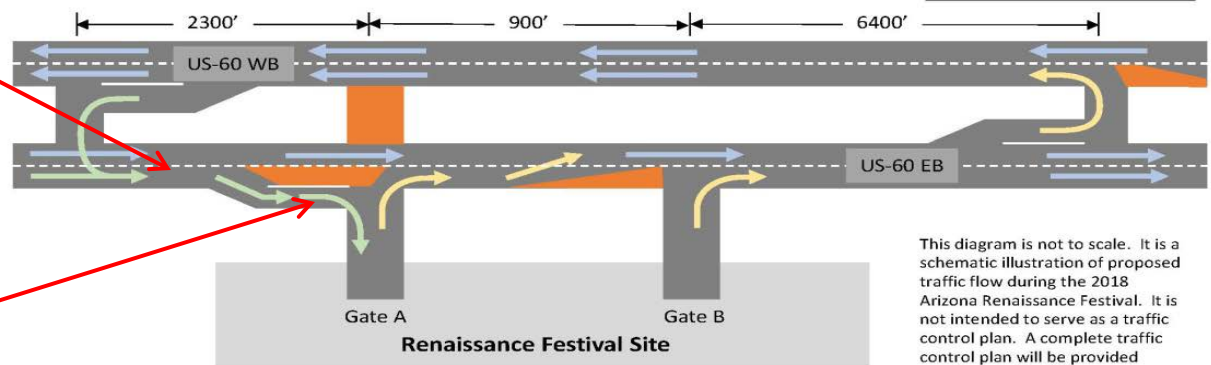 2300’
900’
6400’
US-60 WB
US-60 EB
Gate A
Gate B
Renaissance Festival Site
This diagram is not to scale.  It is a
schematic illustration of proposed
traffic flow during the 2018
Arizona Renaissance Festival.  It is
not intended to serve as a traffic
control plan.  A complete traffic
control plan will be provided